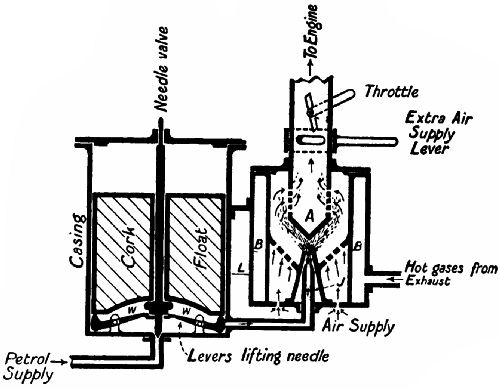 To Engine
Needle valve
Throttle
Extra Air
Supply
Lever
Casing
Cork
Float
A
B
B
L
W
W
Hot gases from
Exhaust
Air Supply
Petrol
Supply
Levers lifting needle